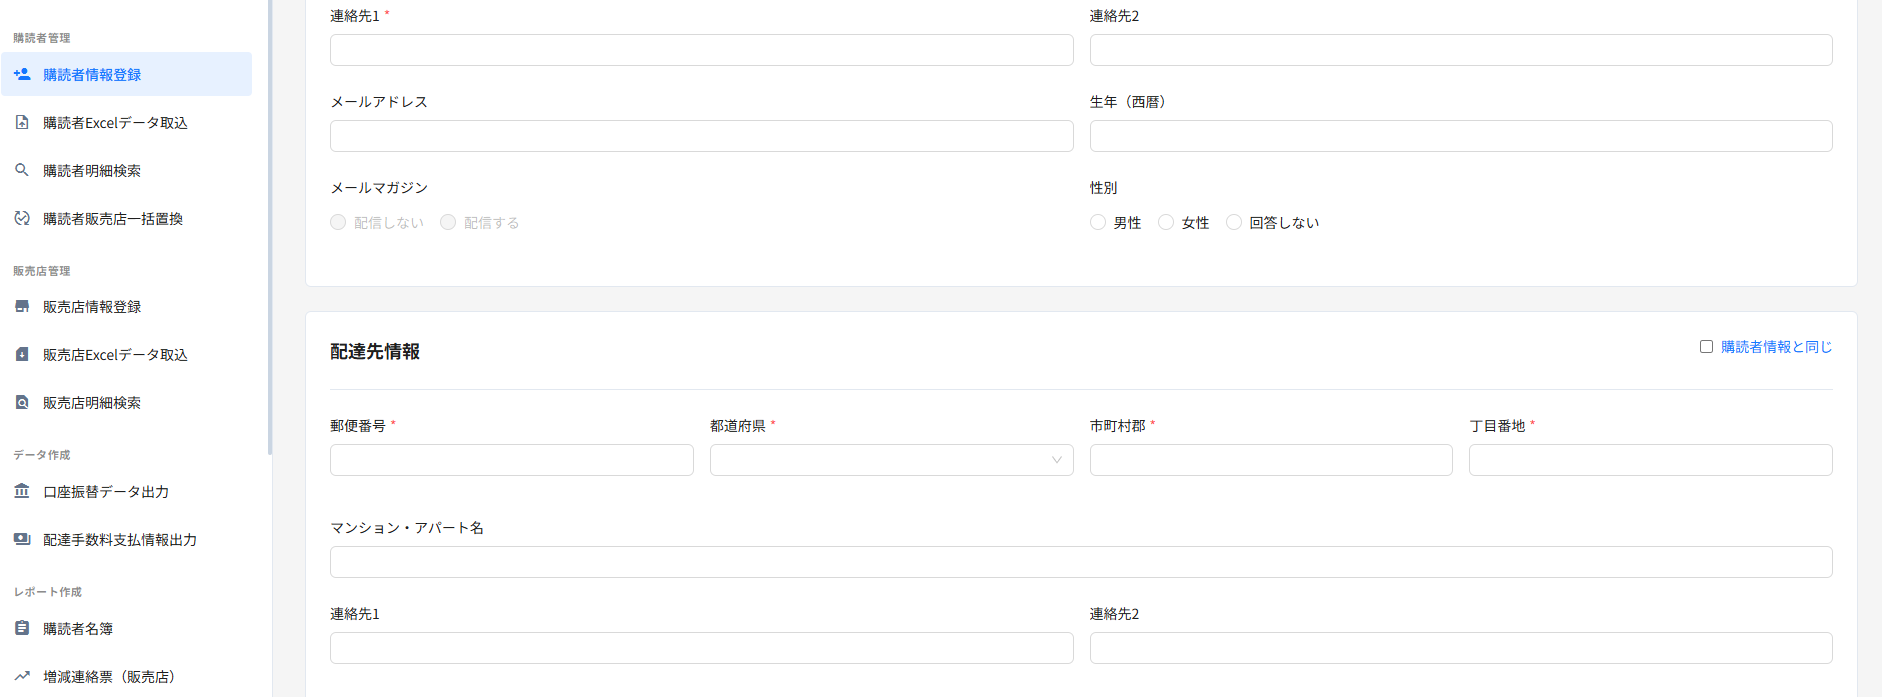 購読者管理
購読者情報登録
購読者Excelデータ取込
購読者明細検索
購読者販売店一括置換
販売店管理
販売店情報登録
販売店Excelデータ取込
販売店明細検索
データ作成
口座振替データ出力
配達手数料支払情報出力
レポート作成
購読者名簿
増減連絡票（販売店）
連絡先1 * 連絡先2
メールアドレス 生年（西暦）
メールマガジン 性別
配信しない 配信する 男性 女性 回答しない
配達先情報 購読者情報と同じ
郵便番号 * 都道府県 * 市町村郡 * 丁目番地 *
マンション・アパート名
連絡先1 連絡先2